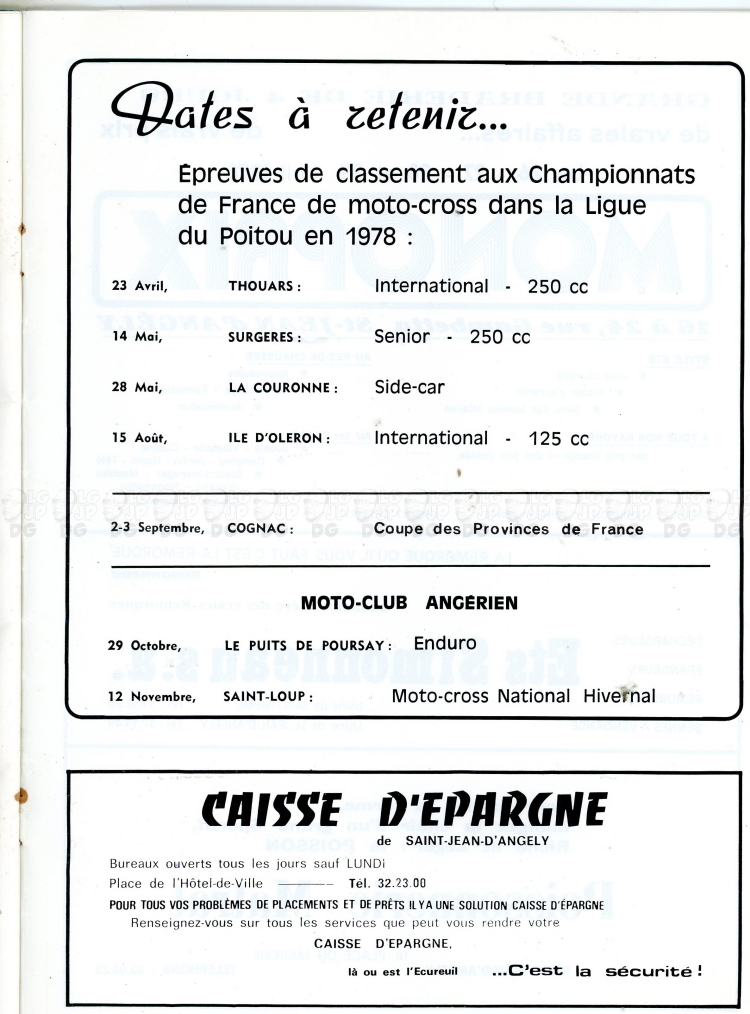 Dates à retenir...
Epreuves de classement aux Championnats
de France de moto-cross dans la Ligue
du Poitou en 1978 :
23 Avril, THOUARS : International - 250 cc
14 Mai, SURGERES : Senior - 250 cc
28 Mai, LA COURONNE : Side-car
15 Août, ILE D'OLERON : International - 125 cc
2-3 Septembre, COGNAC : Coupe des Provinces de France
MOTO-CLUB ANGÉRIEN
29 Octobre, LE PUITS DE POURSAY : Enduro
12 Novembre, SAINT-LOUP : Moto-cross National Hivernal
CAISSE D'EPARGNE
de SAINT-JEAN-D'ANGELY
Bureaux ouverts tous les jours sauf LUNDi
Place de l'Hôtel-de-Ville —— Tél. 32.23.00
POUR TOUS VOS PROBLÈMES DE PLACEMENTS ET DE PRÊTS IL Y A UNE SOLUTION CAISSE D'ÉPARGNE
Renseignez-vous sur tous les services que peut vous rendre votre
CAISSE D'EPARGNE,
là ou est l'Ecureuil ...C'est la sécurité !